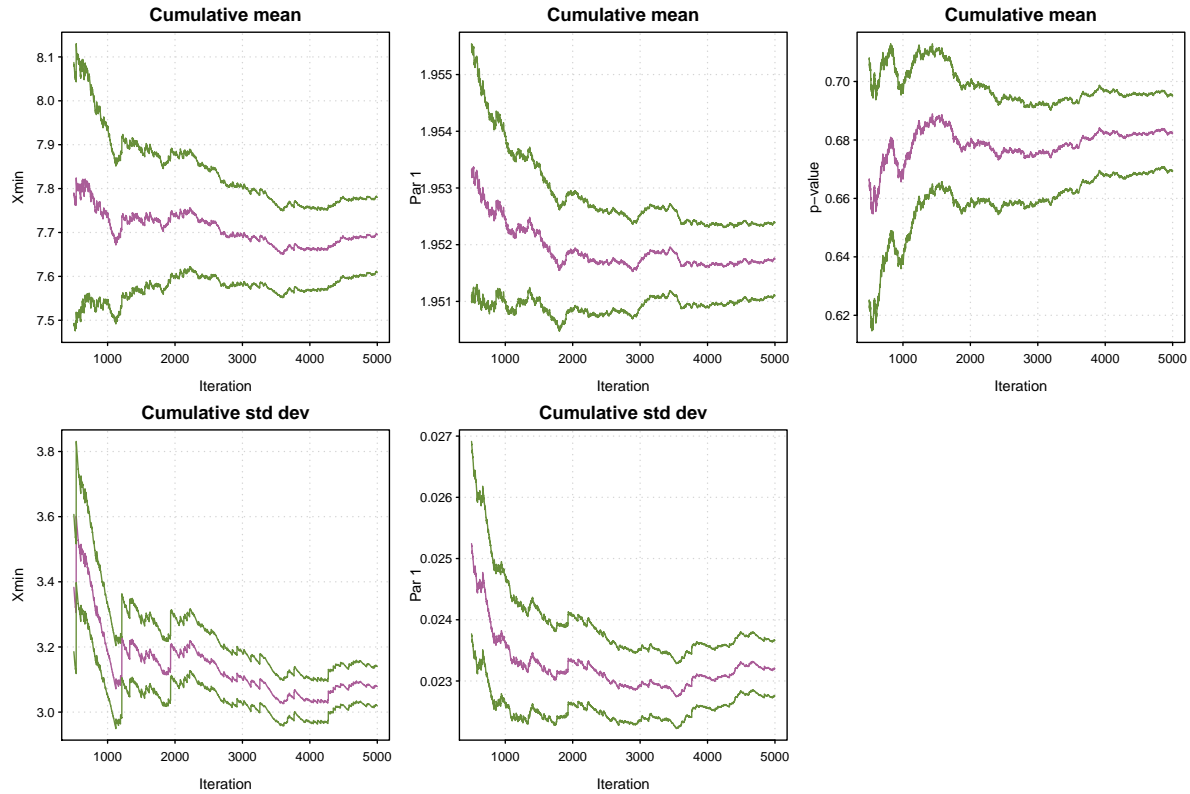 Cumulative mean
Xmin
8.1
8.0
7.9
7.8
7.7
7.6
7.5
1000 2000 3000 4000 5000
Iteration
Cumulative mean
Par 1
1.955
1.954
1.953
1.952
1.951
1000 2000 3000 4000 5000
Iteration
Cumulative mean
p−value
0.70
0.68
0.66
0.64
0.62
1000 2000 3000 4000 5000
Iteration
Cumulative std dev
Xmin
3.8
3.6
3.4
3.2
3.0
1000 2000 3000 4000 5000
Iteration
Cumulative std dev
Par 1
0.027
0.026
0.025
0.024
0.023
1000 2000 3000 4000 5000
Iteration